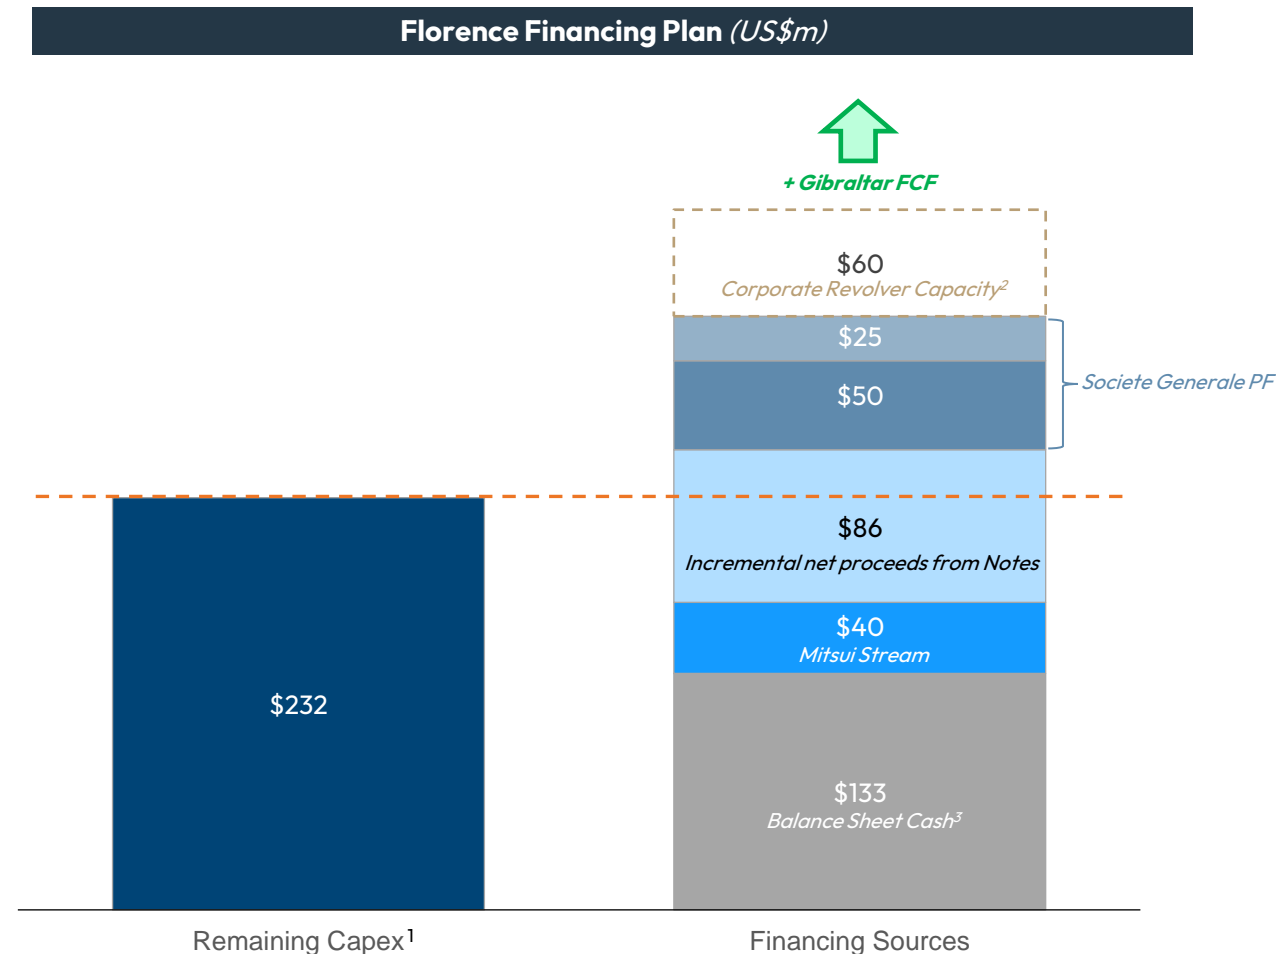 Florence Financing Plan (US$m)
+ Gibraltar FCF
$60
Corporate Revolver Capacity2
$25
$50
Societe Generale PF
$86
Incremental net proceeds from Notes
$40
Mitsui Stream
$232
$133
Balance Sheet Cash3
Remaining Capex1
Financing Sources